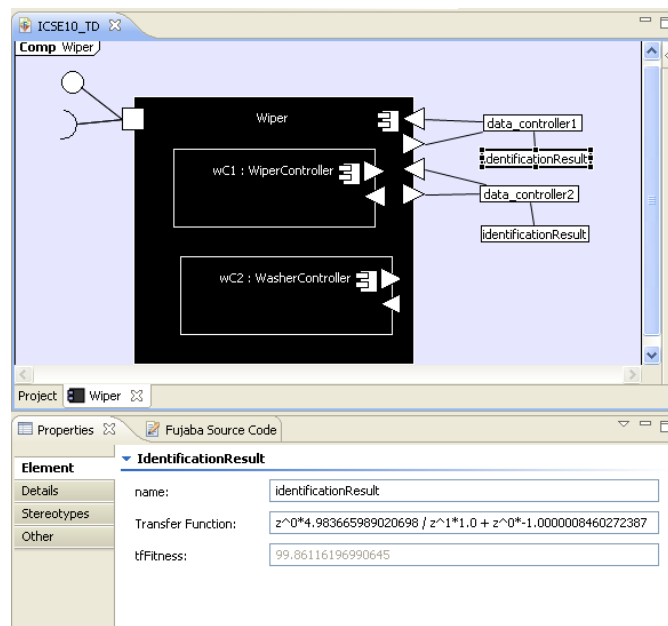 ICSE10_TD
Comp Wiper
Wiper
data_controller1
identificationResult
wC1 : WiperController
data_controller2
identificationResult
wC2 : WasherController
Project Wiper
Properties Fujaba Source Code
Element
IdentificationResult
Details
name: identificationResult
Stereotypes
Transfer Function: z^0*4.983665989020698 / z^1*1.0 + z^0*-1.0000008460272387
Other
tfFitness: 99.86116196990645